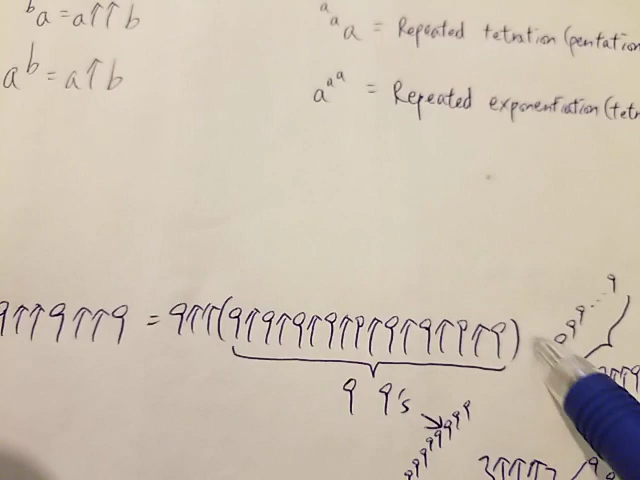 ᵇa = a↑↑b
ᵃᵃa = Repeated tetration (pentation
aᵇ = a↑b
aᵃᵃ = Repeated exponentiation (tetr
9↑↑9↑↑9 = 9↑↑(9↑9↑9↑9↑9↑9↑9↑9↑9)
9 9's